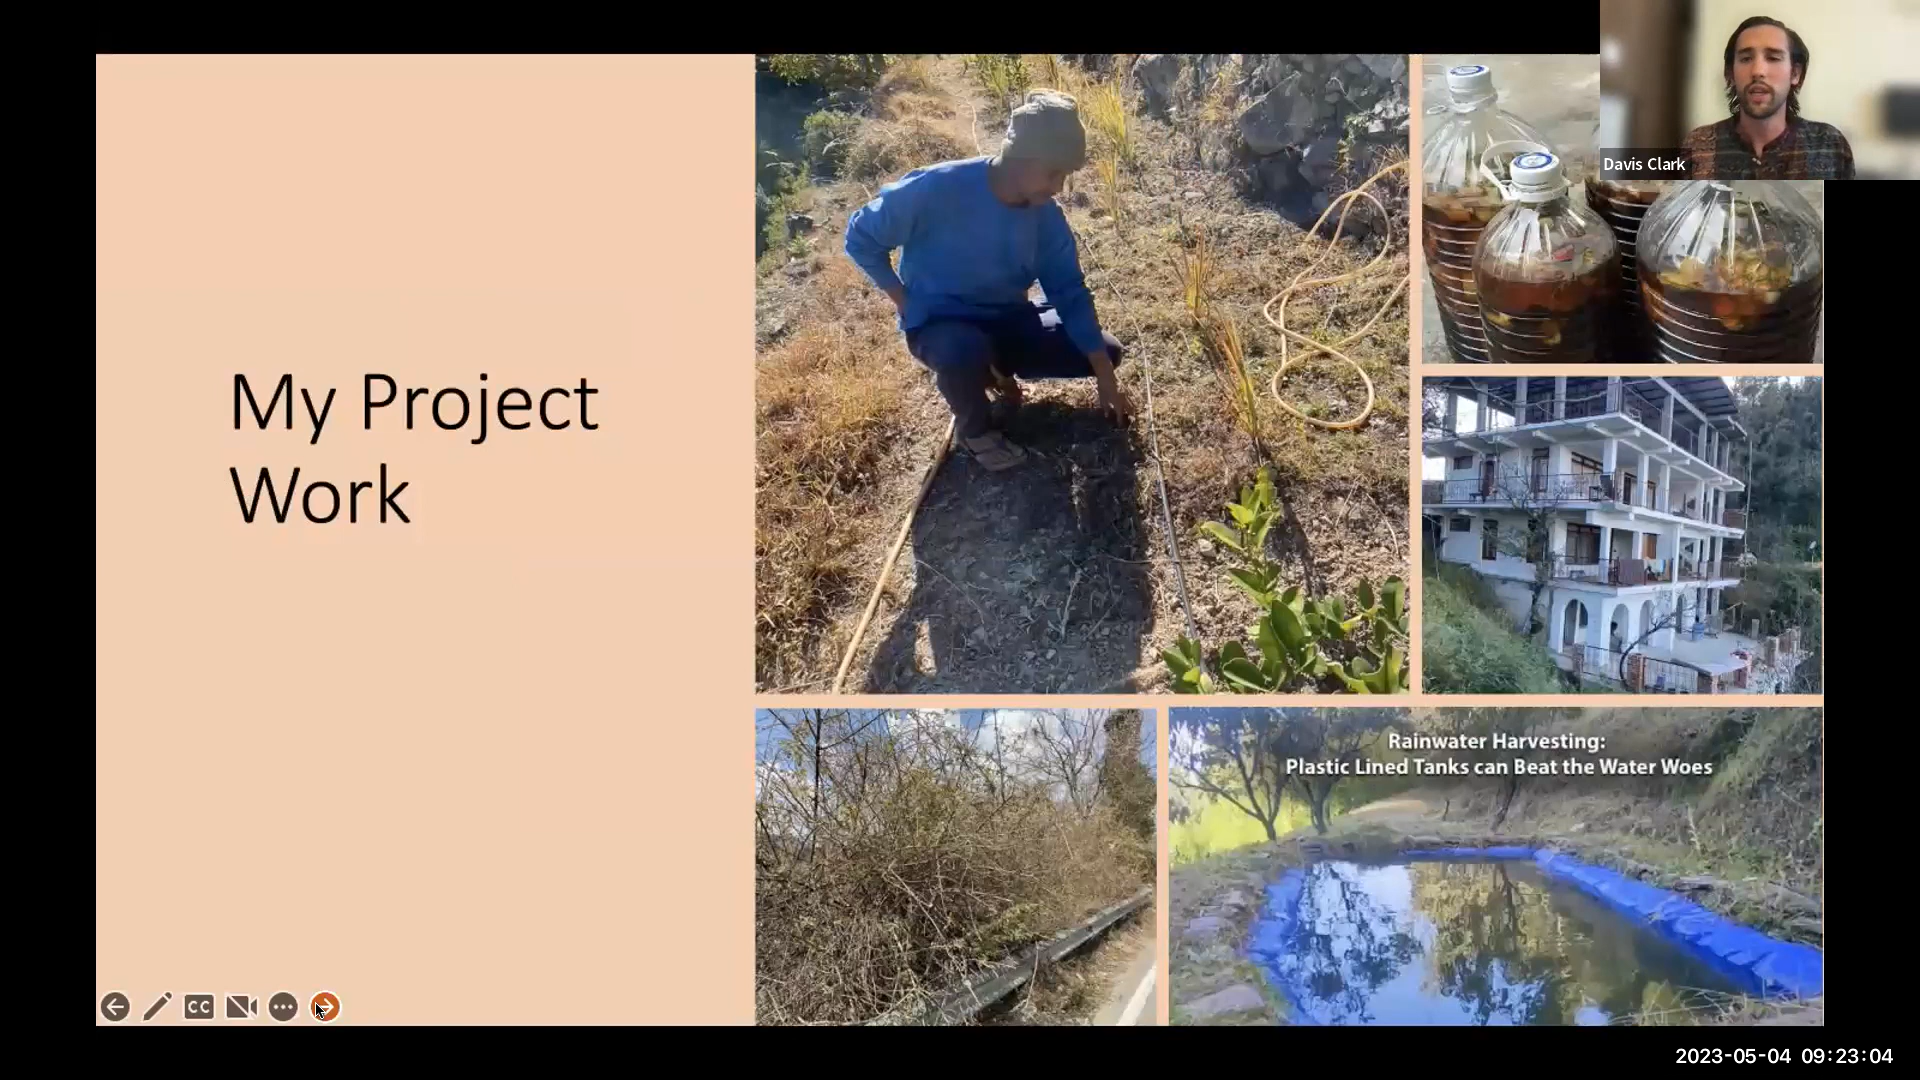 Davis Clark
My Project
Work
Rainwater Harvesting:
Plastic Lined Tanks can Beat the Water Woes
CC
2023-05-04 09:23:04